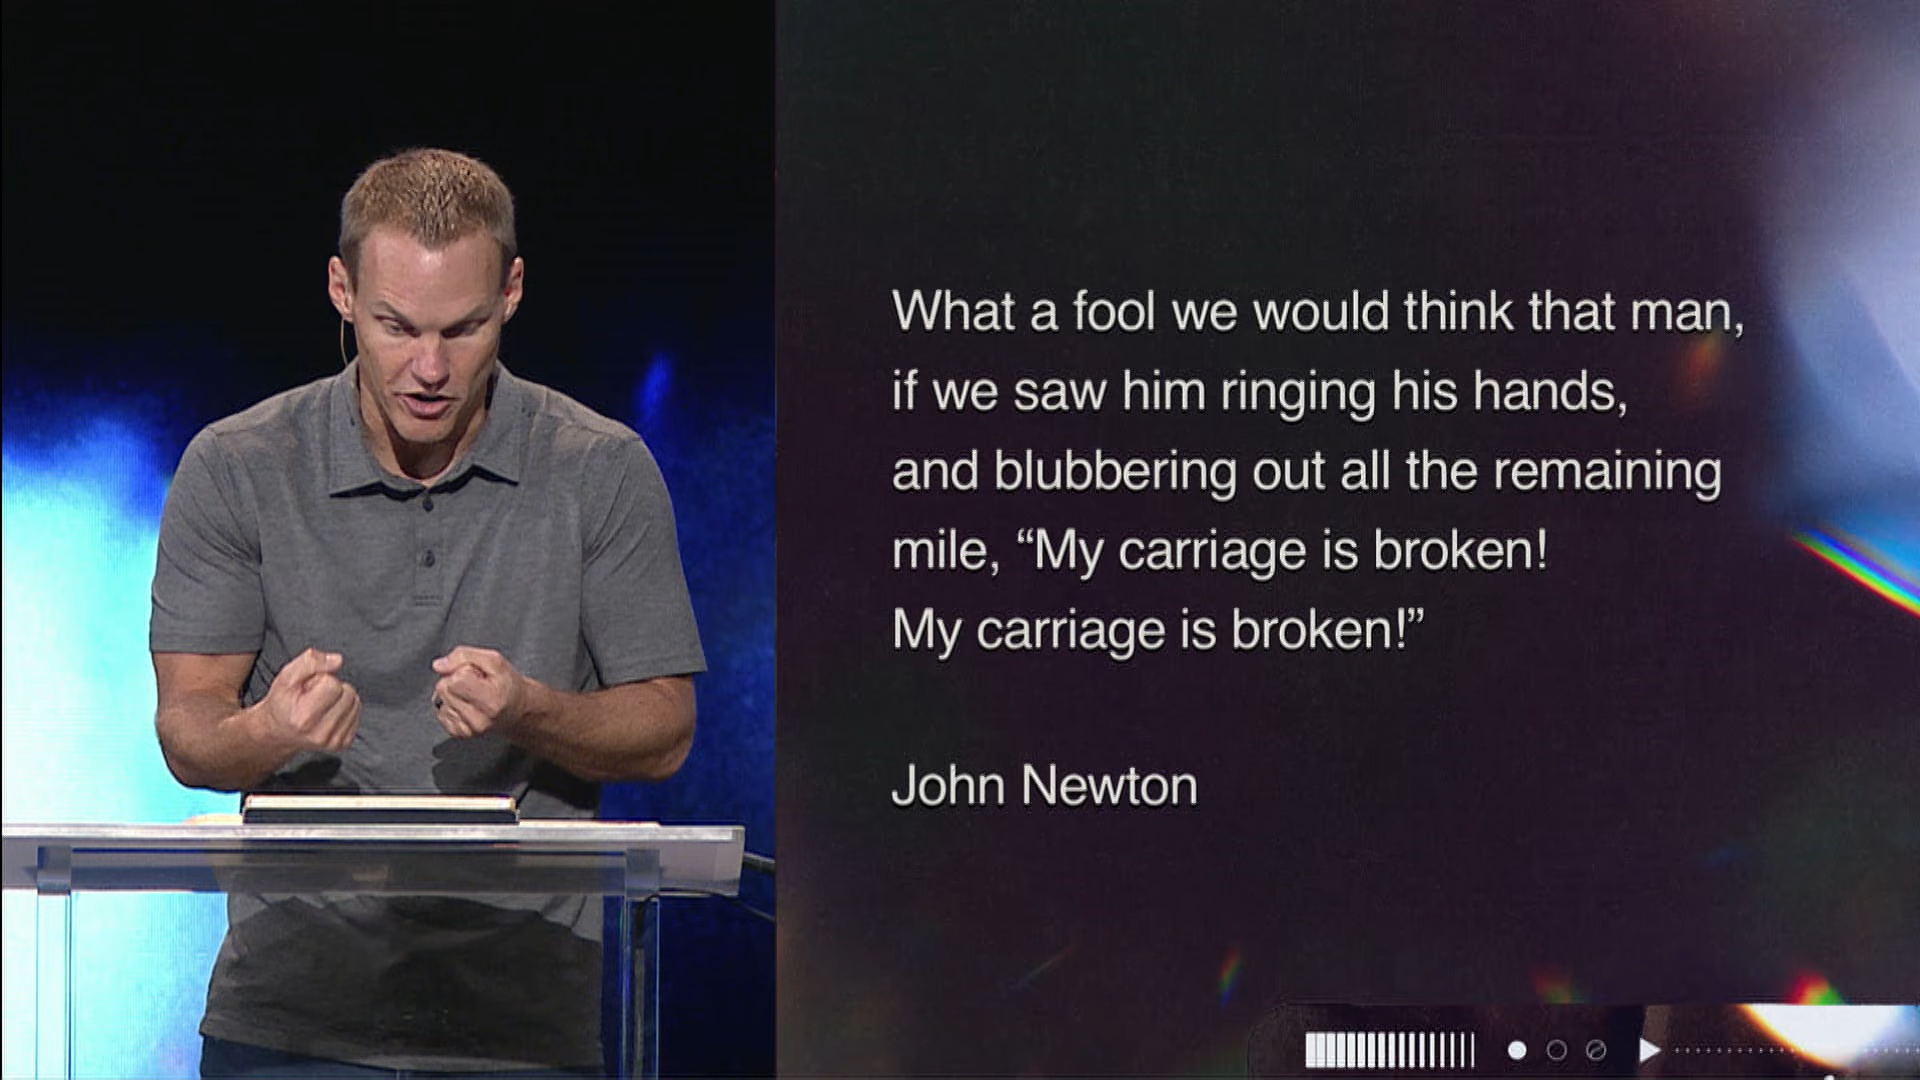 What a fool we would think that man,
if we saw him ringing his hands,
and blubbering out all the remaining
mile, “My carriage is broken!
My carriage is broken!”
John Newton